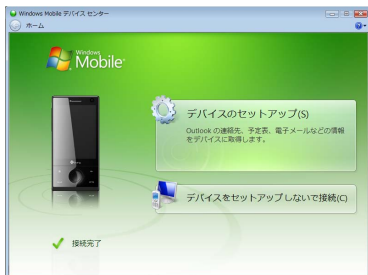 Windows Mobile デバイス センター
ホーム
Windows
Mobile
デバイスのセットアップ(S)
Outlook の連絡先、予定表、電子メールなどの情報
をデバイスに取得します。
デバイスをセットアップしないで接続(C)
接続完了